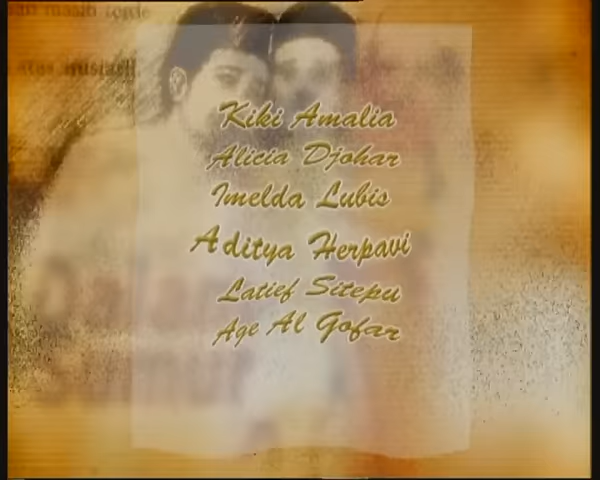 Kiki Amalia
Alicia Djohar
Imelda Lubis
Aditya Herpavi
Latief Sitepu
Age Al Gofar